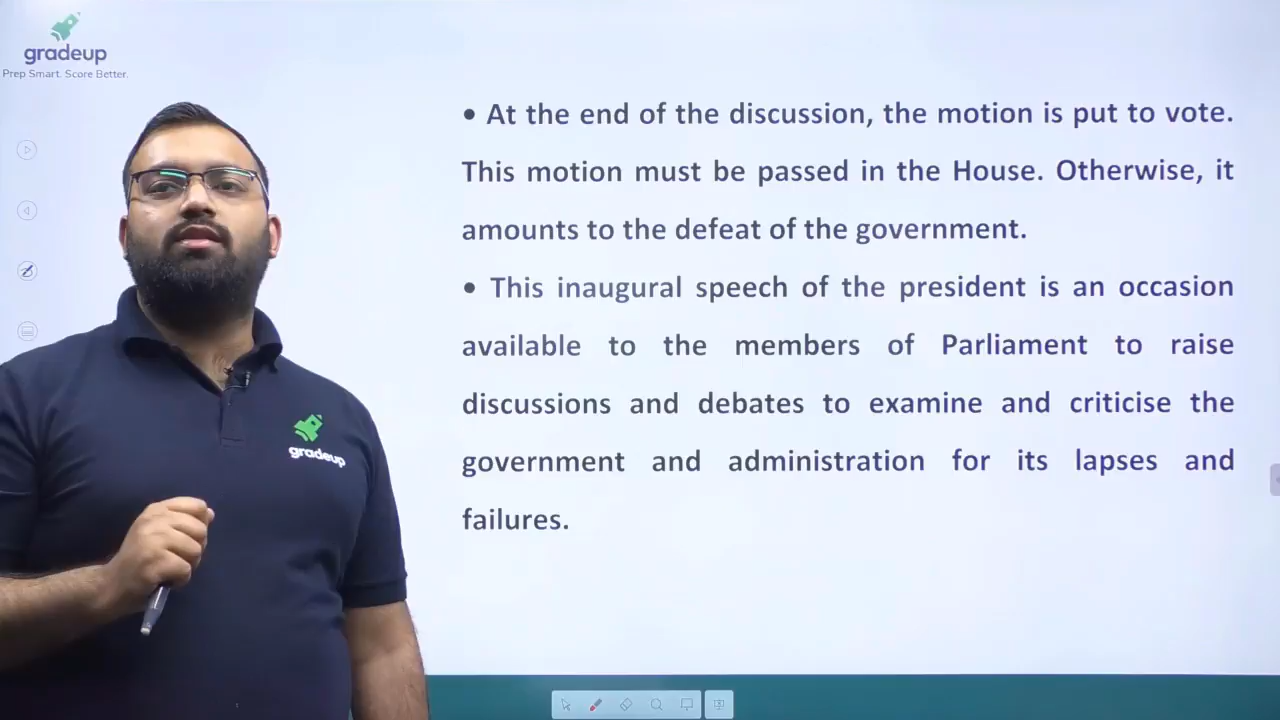 gradeup
Prep Smart. Score Better.
• At the end of the discussion, the motion is put to vote.
This motion must be passed in the House. Otherwise, it
amounts to the defeat of the government.
• This inaugural speech of the president is an occasion
available to the members of Parliament to raise
discussions and debates to examine and criticise the
government and administration for its lapses and
failures.
gradeup